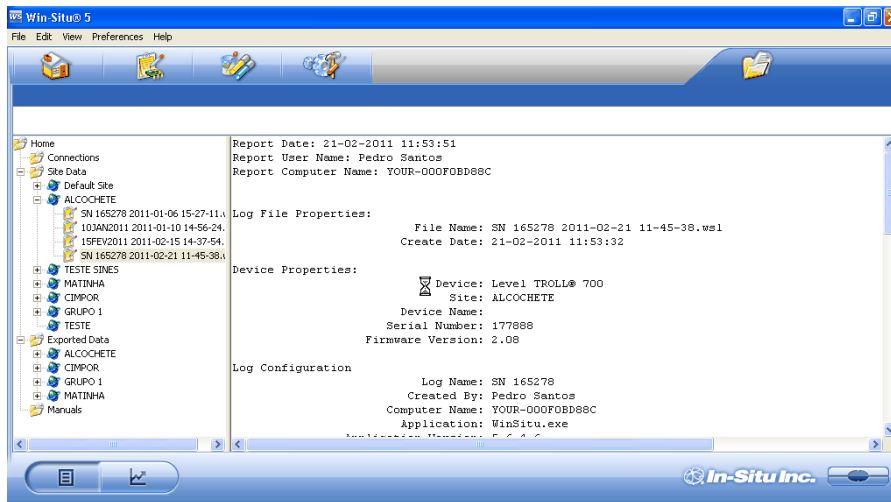 Win-Situ® 5
File Edit View Preferences Help
Home
Connections
Site Data
Default Site
ALCOCHETE
SN 165278 2011-01-06 15-27-11.
10JAN2011 2011-01-10 14-56-24.
15FEV2011 2011-02-15 14-37-54.
SN 165278 2011-02-21 11-45-38.
TESTE SINES
MATINHA
CIMPOR
GRUPO 1
TESTE
Exported Data
ALCOCHETE
CIMPOR
GRUPO 1
MATINHA
Manuals
Report Date: 21-02-2011 11:53:51
Report User Name: Pedro Santos
Report Computer Name: YOUR-000F0BD88C
Log File Properties:
File Name: SN 165278 2011-02-21 11-45-38.wsl
Create Date: 21-02-2011 11:53:32
Device Properties:
Device: Level TROLL® 700
Site: ALCOCHETE
Device Name:
Serial Number: 177888
Firmware Version: 2.08
Log Configuration
Log Name: SN 165278
Created By: Pedro Santos
Computer Name: YOUR-000F0BD88C
Application: WinSitu.exe
In-Situ Inc.